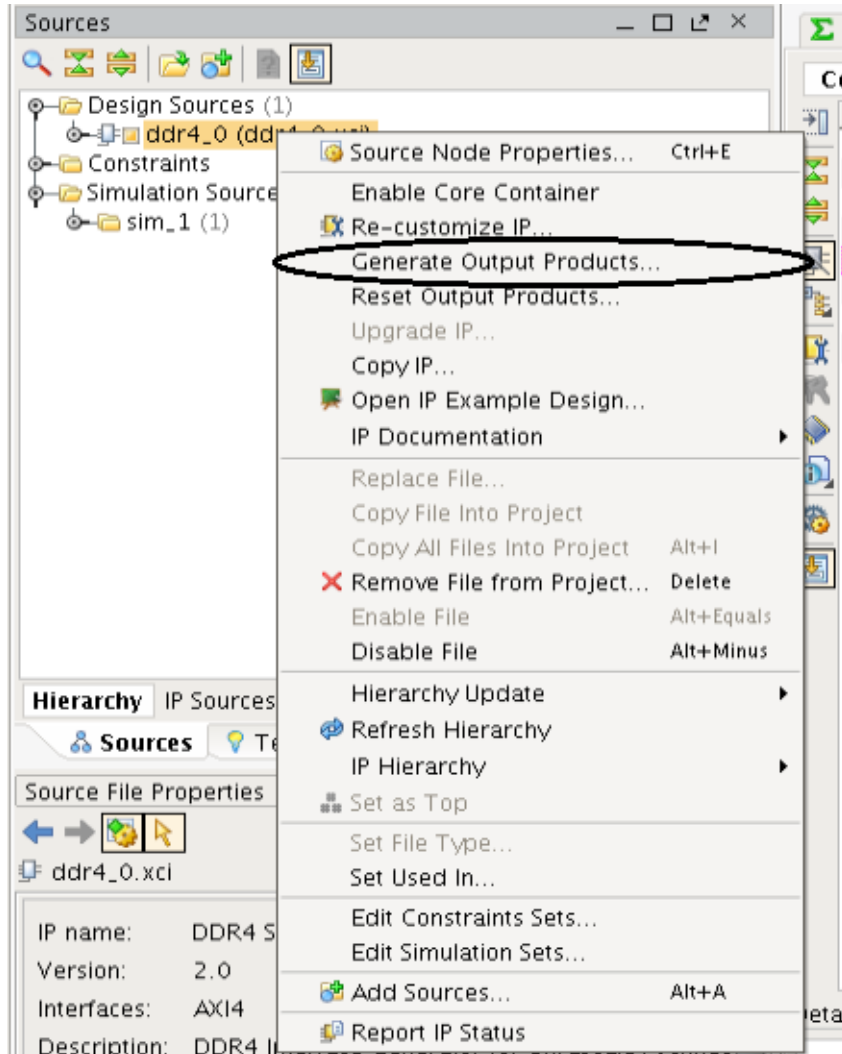 Sources
Design Sources (1)
ddr4_0 (ddr4_0.xci)
Constraints
Simulation Source
sim_1 (1)
Source Node Properties... Ctrl+E
Enable Core Container
Re-customize IP...
Generate Output Products...
Reset Output Products...
Upgrade IP...
Copy IP...
Open IP Example Design...
IP Documentation
Replace File...
Copy File Into Project
Copy All Files Into Project Alt+I
Remove File from Project... Delete
Enable File Alt+Equals
Disable File Alt+Minus
Hierarchy Update
Refresh Hierarchy
IP Hierarchy
Set as Top
Set File Type...
Set Used In...
Edit Constraints Sets...
Edit Simulation Sets...
Add Sources... Alt+A
Report IP Status
Hierarchy IP Sources
Sources Te
Source File Properties
ddr4_0.xci
IP name: DDR4 S
Version: 2.0
Interfaces: AXI4
Description: DDR4